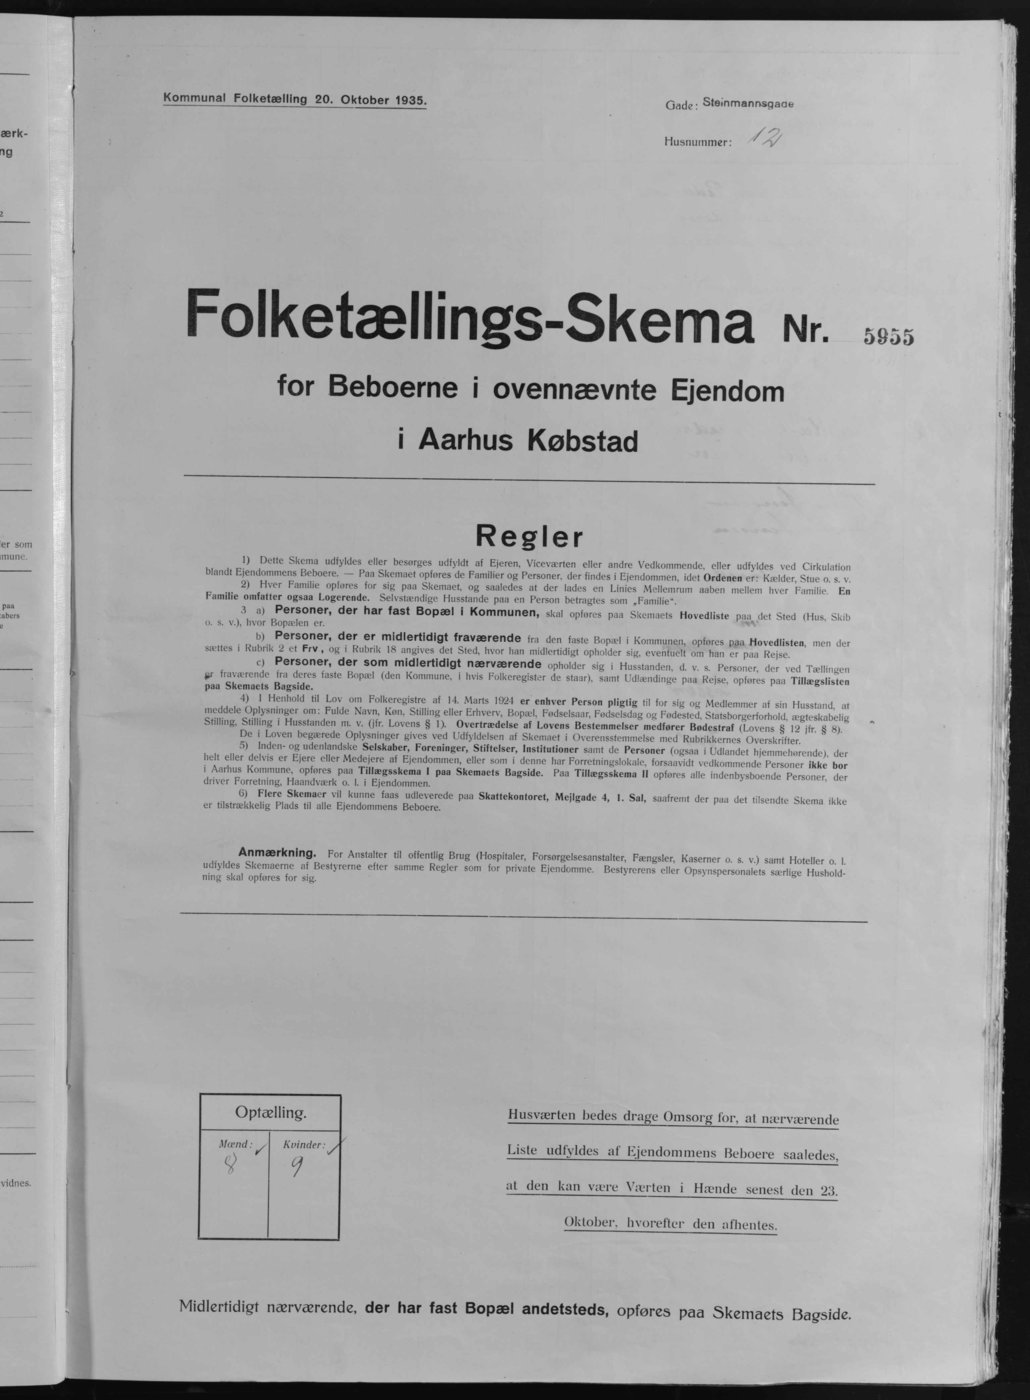 Kommunal Folketælling 20. Oktober 1935.
Gade: Steinmannsgade
Husnummer: 12
Folketællings-Skema Nr. 5955
for Beboerne i ovennævnte Ejendom
i Aarhus Købstad
Regler
1) Dette Skema udfyldes eller besørges udfyldt af Ejeren, Viceværten eller andre Vedkommende, eller udfyldes ved Cirkulation
blandt Ejendommens Beboere. — Paa Skemaet opføres de Familier og Personer, der findes i Ejendommen, idet Ordenen er: Kælder, Stue o. s. v.
2) Hver Familie opføres for sig paa Skemaet, og saaledes at der lades en Linies Mellemrum aaben mellem hver Familie. En
Familie omfatter ogsaa Logerende. Selvstændige Husstande paa en Person betragtes som „Familie“.
3 a) Personer, der har fast Bopæl i Kommunen, skal opføres paa Skemaets Hovedliste paa det Sted (Hus, Skib
o. s. v.), hvor Bopælen er.
b) Personer, der er midlertidigt fraværende fra den faste Bopæl i Kommunen, opføres paa Hovedlisten, men der
sættes i Rubrik 2 et Frv, og i Rubrik 18 angives det Sted, hvor han midlertidigt opholder sig, eventuelt om han er paa Rejse.
c) Personer, der som midlertidigt nærværende opholder sig i Husstanden, d. v. s. Personer, der ved Tællingen
er fraværende fra deres faste Bopæl (den Kommune, i hvis Folkeregister de staar), samt Udlændinge paa Rejse, opføres paa Tillægslisten
paa Skemaets Bagside.
4) I Henhold til Lov om Folkeregistre af 14. Marts 1924 er enhver Person pligtig til for sig og Medlemmer af sin Husstand, at
meddele Oplysninger om: Fulde Navn, Køn, Stilling eller Erhverv, Bopæl, Fødselsaar, Fødselsdag og Fødested, Statsborgerforhold, ægteskabelig
Stilling, Stilling i Husstanden m. v. (jfr. Lovens § 1). Overtrædelse af Lovens Bestemmelser medfører Bødestraf (Lovens § 12 jfr. § 8).
De i Loven begærede Oplysninger gives ved Udfyldelsen af Skemaet i Overensstemmelse med Rubrikkernes Overskrifter.
5) Inden- og udenlandske Selskaber, Foreninger, Stiftelser, Institutioner samt de Personer (ogsaa i Udlandet hjemmehørende), der
helt eller delvis er Ejere eller Medejere af Ejendommen, eller som i denne har Forretningslokale, forsaavidt vedkommende Personer ikke bor
i Aarhus Kommune, opføres paa Tillægsskema I paa Skemaets Bagside. Paa Tillægsskema II opføres alle indenbysboende Personer, der
driver Forretning, Haandværk o. l. i Ejendommen.
6) Flere Skemaer vil kunne faas udleverede paa Skattekontoret, Mejlgade 4, 1. Sal, saafremt der paa det tilsendte Skema ikke
er tilstrækkelig Plads til alle Ejendommens Beboere.
Anmærkning. For Anstalter til offentlig Brug (Hospitaler, Forsørgelsesanstalter, Fængsler, Kaserner o. s. v.) samt Hoteller o. l.
udfyldes Skemaerne af Bestyrerne efter samme Regler som for private Ejendomme. Bestyrerens eller Opsynspersonalets særlige Hushold-
ning skal opføres for sig.
Optælling.
Mænd: Kvinder:
8 9
Husværten bedes drage Omsorg for, at nærværende
Liste udfyldes af Ejendommens Beboere saaledes,
at den kan være Værten i Hænde senest den 23.
Oktober, hvorefter den afhentes.
Midlertidigt nærværende, der har fast Bopæl andetsteds, opføres paa Skemaets Bagside.